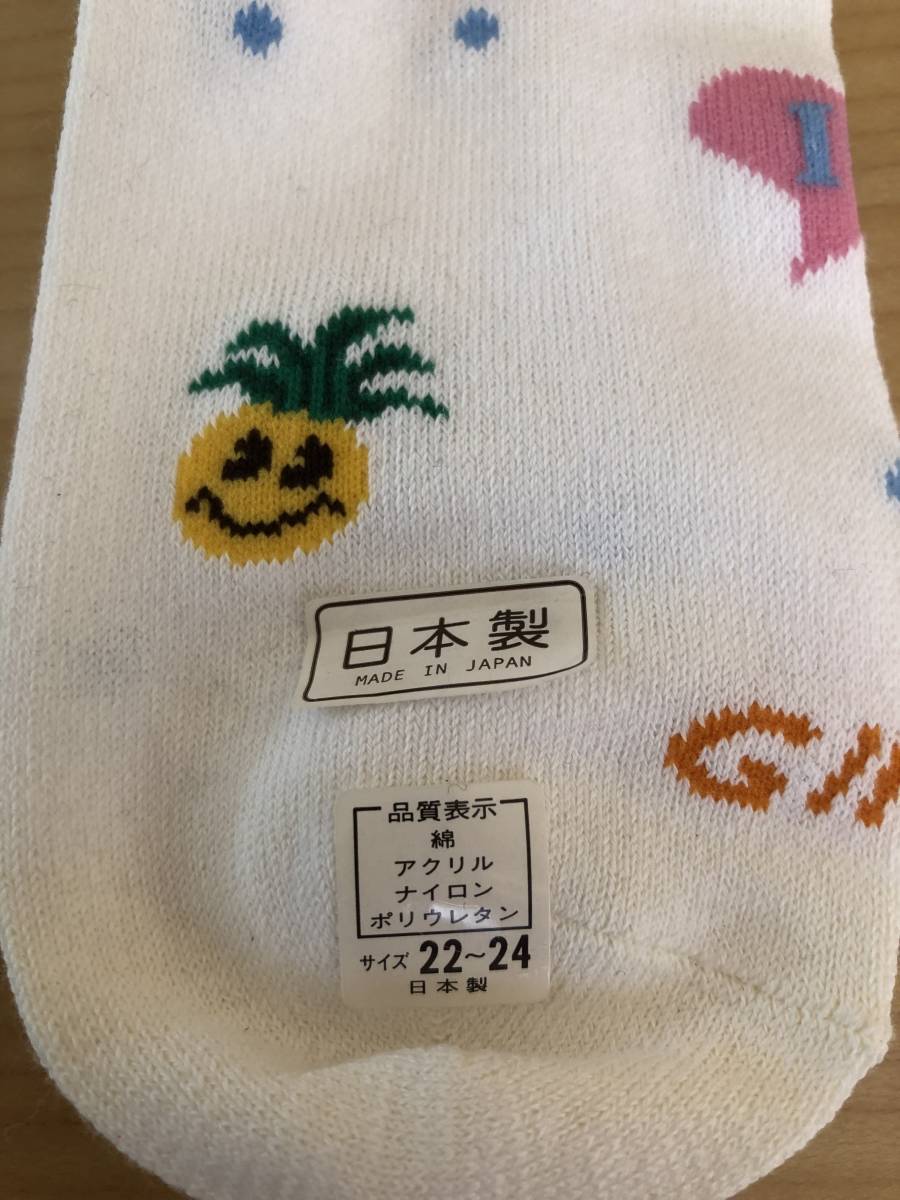 I
日本製
MADE IN JAPAN
品質表示
綿
アクリル
ナイロン
ポリウレタン
サイズ 22～24
日本製